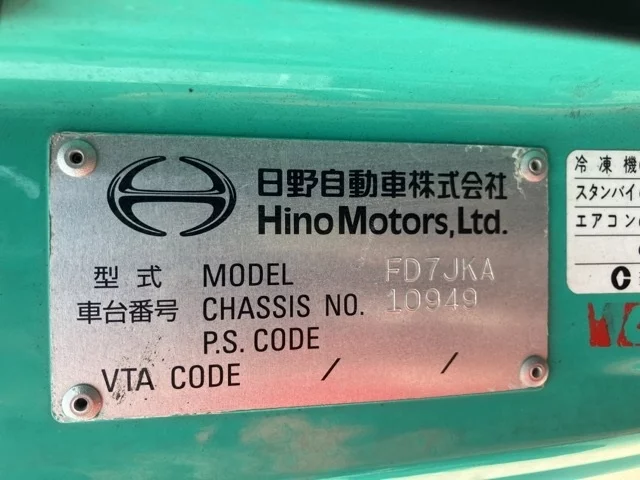 日野自動車株式会社
Hino Motors, Ltd.
型式 MODEL FD7JKA
車台番号 CHASSIS NO. 10949
P.S. CODE
VTA CODE / /
冷凍機
スタンバイ
エアコン
C